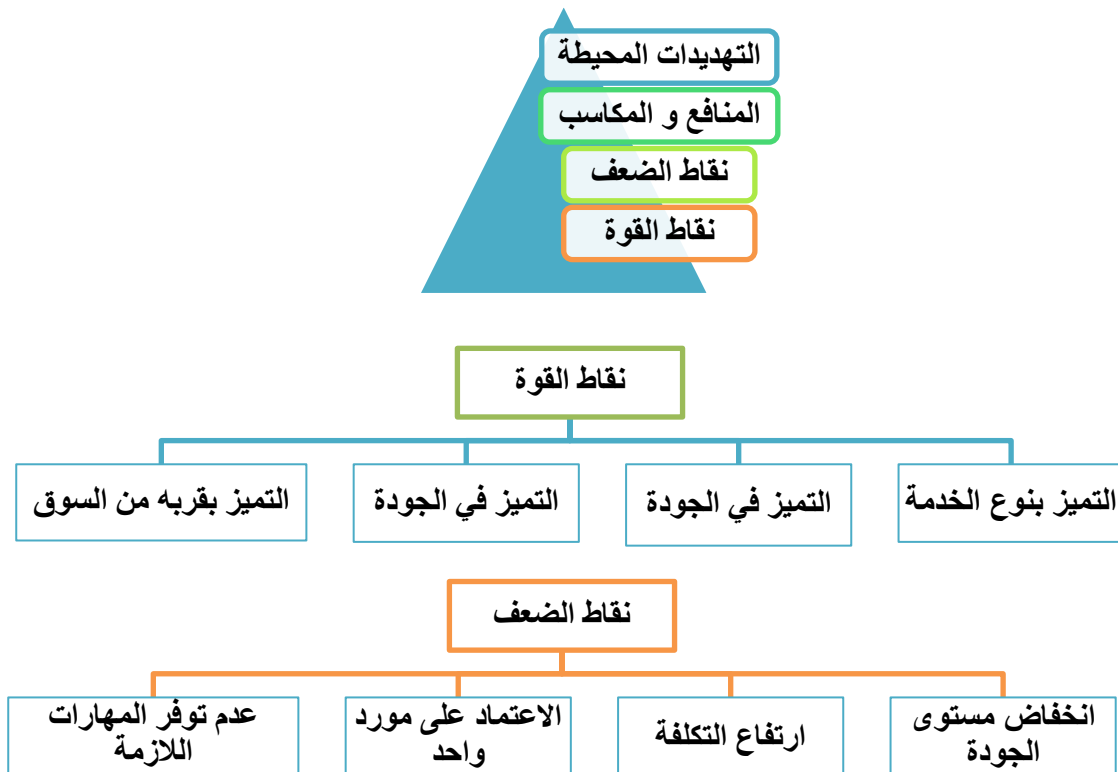 التهديدات المحيطة
المنافع و المكاسب
نقاط الضعف
نقاط القوة
نقاط القوة
التميز بنوع الخدمة
التميز في الجودة
التميز في الجودة
التميز بقربه من السوق
نقاط الضعف
انخفاض مستوى
الجودة
ارتفاع التكلفة
الاعتماد على مورد
واحد
عدم توفر المهارات
اللازمة